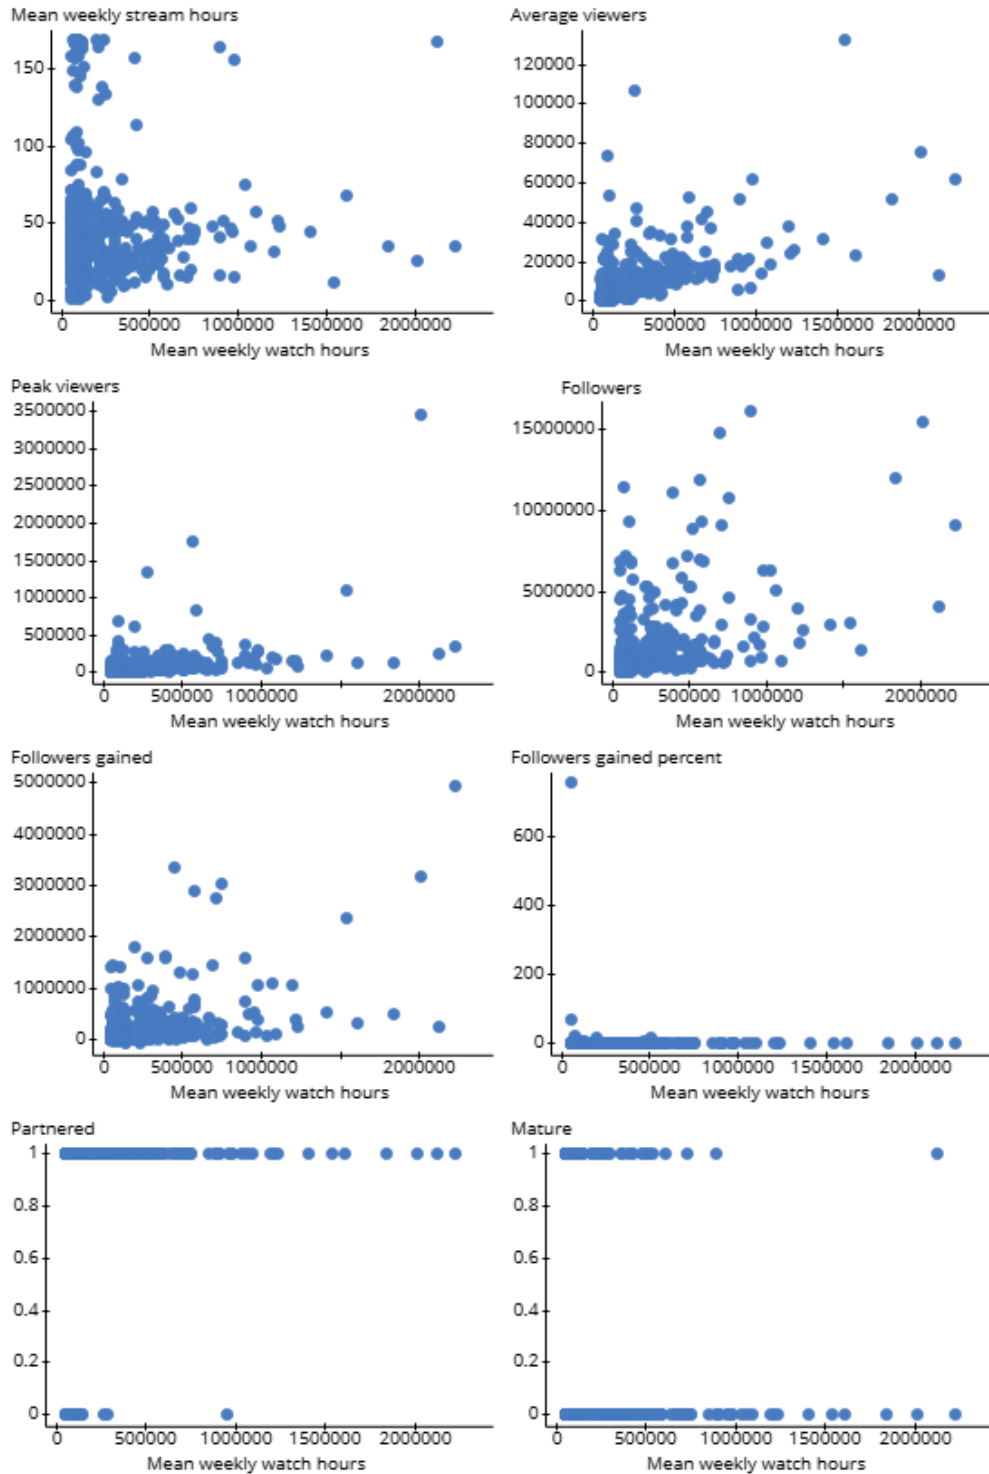 Mean weekly stream hours
150
100
50
0
0 500000 1000000 1500000 2000000
Mean weekly watch hours
Average viewers
120000
100000
80000
60000
40000
20000
0
0 500000 1000000 1500000 2000000
Mean weekly watch hours
Peak viewers
3500000
3000000
2500000
2000000
1500000
1000000
500000
0
0 500000 1000000 2000000
Mean weekly watch hours
Followers
15000000
10000000
5000000
0
0 500000 1000000 2000000
Mean weekly watch hours
Followers gained
5000000
4000000
3000000
2000000
1000000
0
0 500000 1000000 2000000
Mean weekly watch hours
Followers gained percent
600
400
200
0
0 500000 1000000 1500000 2000000
Mean weekly watch hours
Partnered
1
0.8
0.6
0.4
0.2
0
0 500000 1000000 1500000 2000000
Mean weekly watch hours
Mature
1
0.8
0.6
0.4
0.2
0
0 500000 1000000 1500000 2000000
Mean weekly watch hours